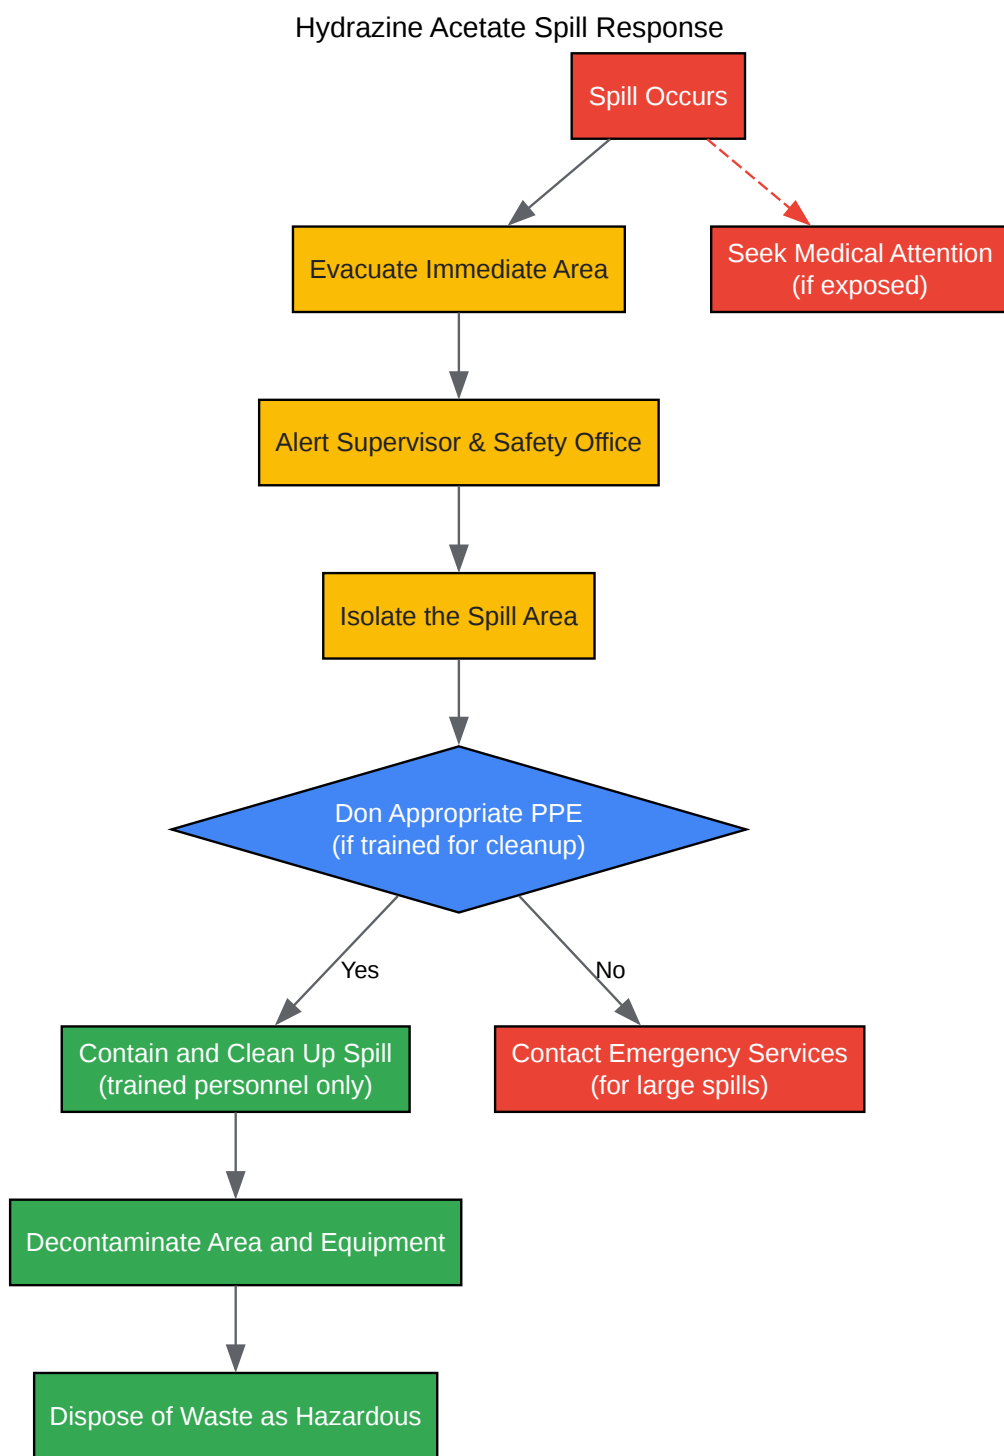 Hydrazine Acetate Spill Response
Spill Occurs
Evacuate Immediate Area
Seek Medical Attention
(if exposed)
Alert Supervisor & Safety Office
Isolate the Spill Area
Don Appropriate PPE
(if trained for cleanup)
Yes
No
Contain and Clean Up Spill
(trained personnel only)
Contact Emergency Services
(for large spills)
Decontaminate Area and Equipment
Dispose of Waste as Hazardous